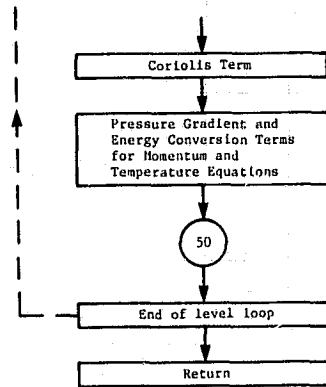 Coriolis Term
Pressure Gradient and
Energy Conversion Terms
for Momentum and
Temperature Equations
50
End of level loop
Return